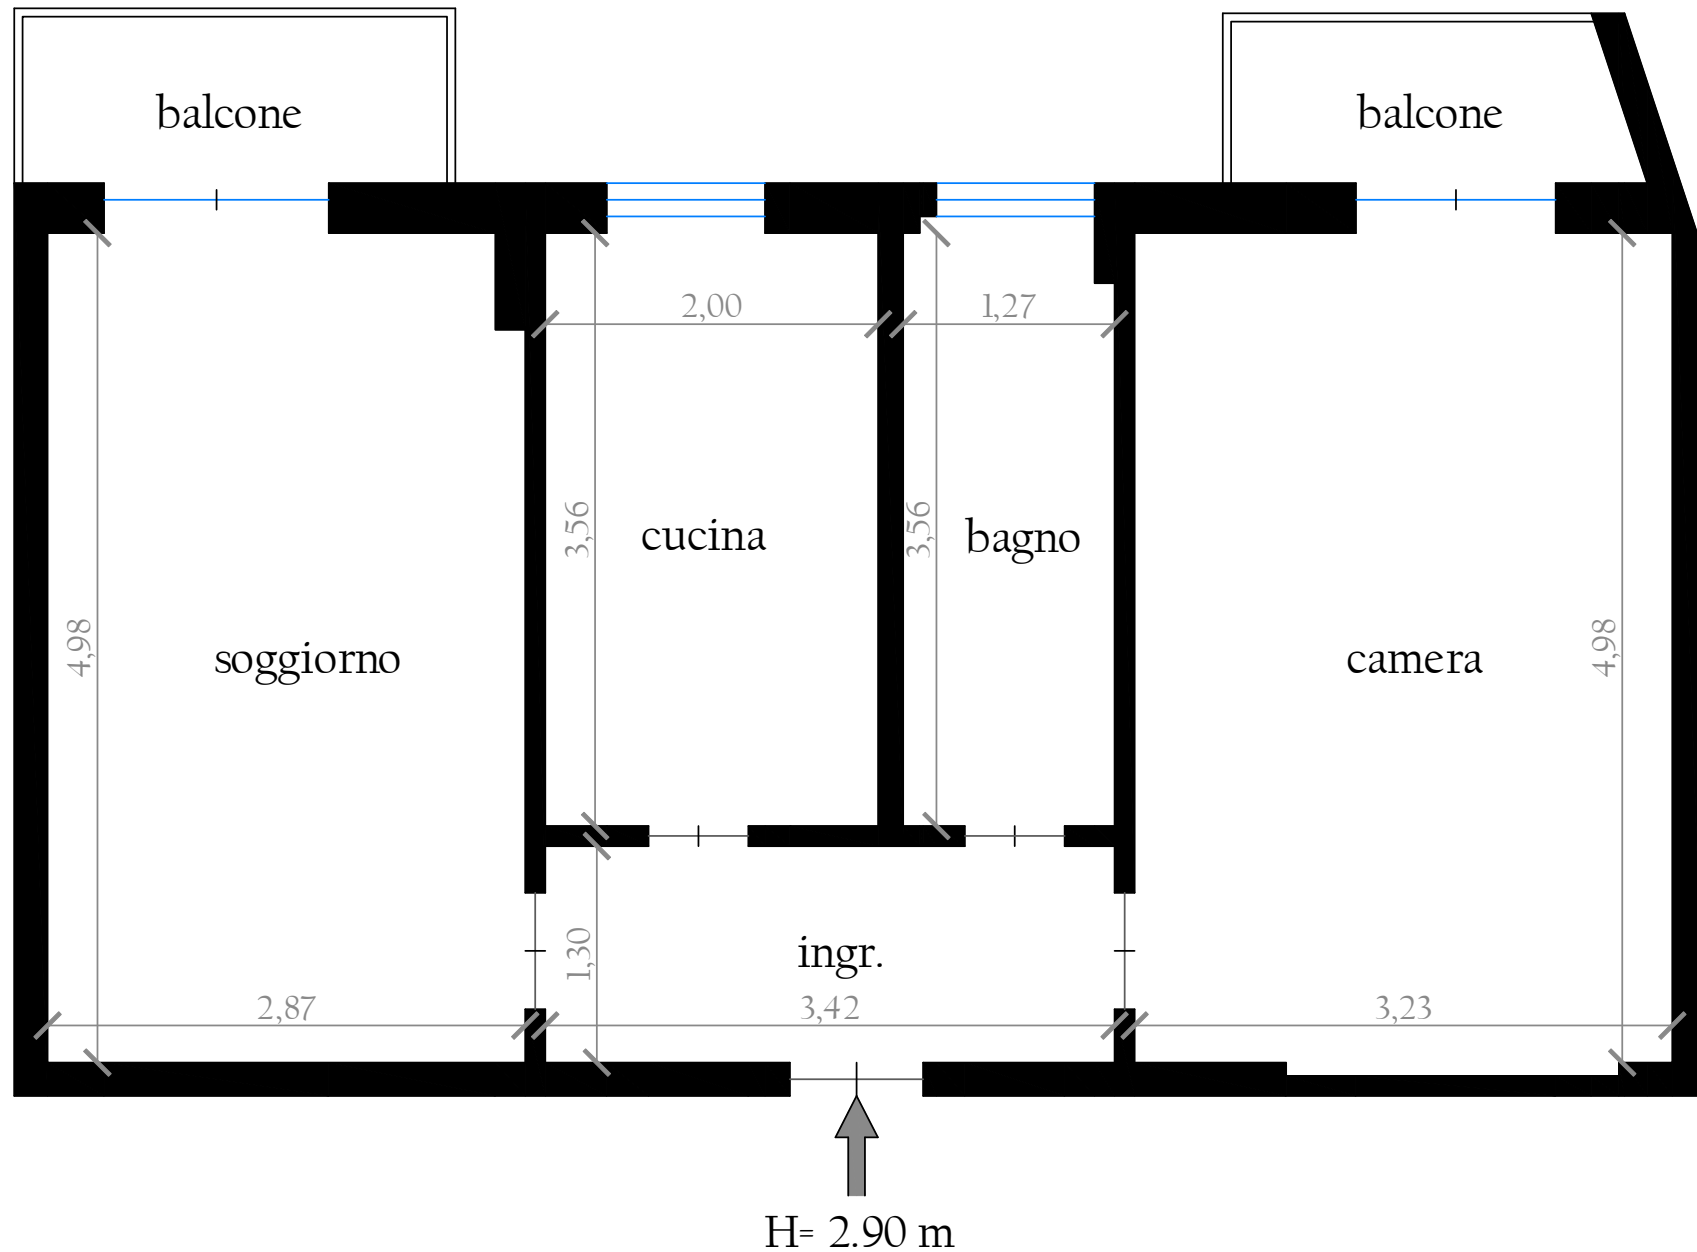 balcone
balcone
2,00
1,27
3,56
cucina
3,56
bagno
4,98
soggiorno
camera
4,98
1,30
ingr.
2,87
3,42
3,23
H= 2.90 m